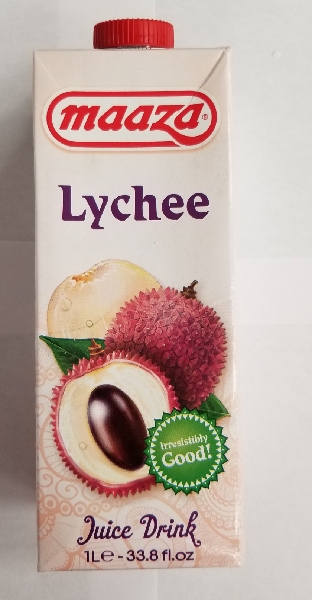 maaza®
Lychee
Irresistibly
Good!
Juice Drink
1L℮ - 33.8 fl.oz